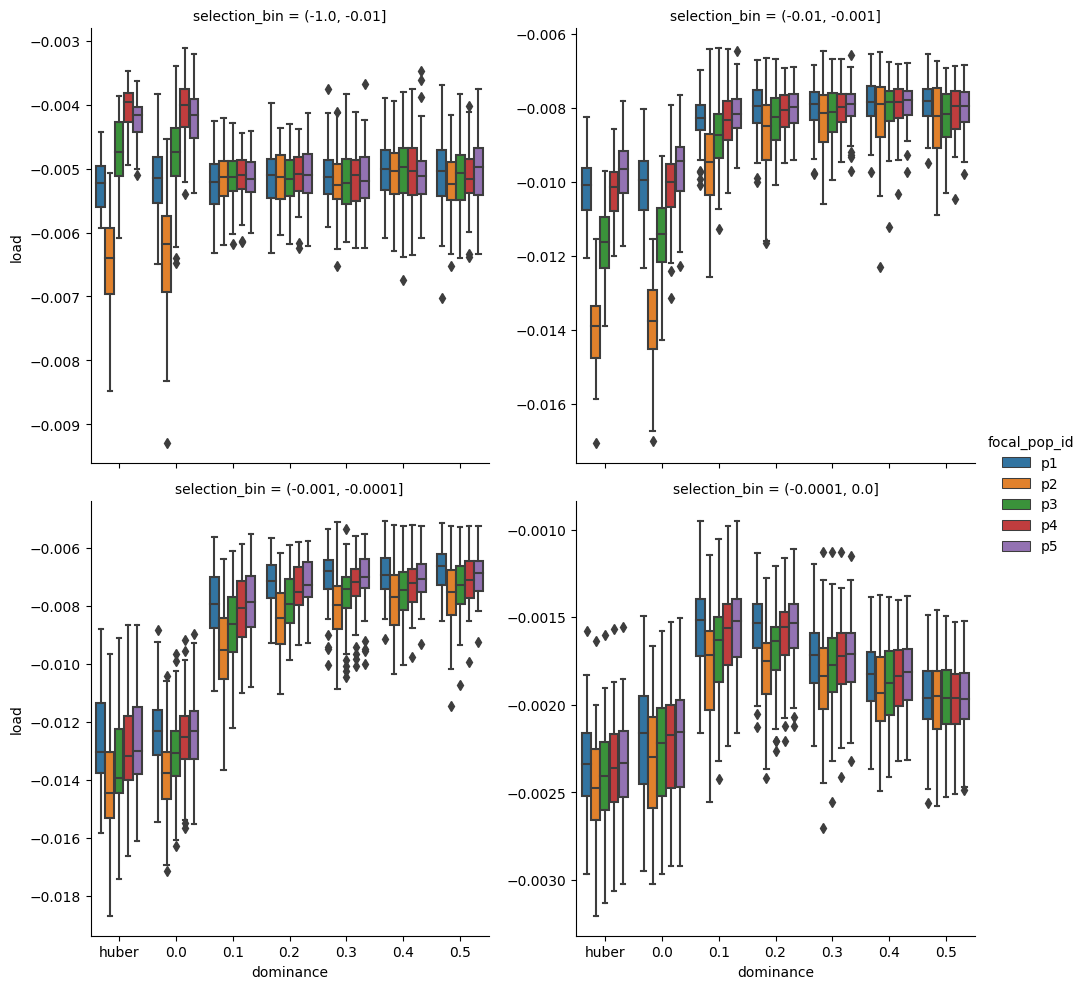 selection_bin = (-1.0, -0.01]
−0.003
−0.004
−0.005
−0.006
−0.007
−0.008
−0.009
load
selection_bin = (-0.01, -0.001]
−0.006
−0.008
−0.010
−0.012
−0.014
−0.016
focal_pop_id
p1
p2
p3
p4
p5
selection_bin = (-0.001, -0.0001]
−0.006
−0.008
−0.010
−0.012
−0.014
−0.016
−0.018
load
huber 0.0 0.1 0.2 0.3 0.4 0.5
dominance
selection_bin = (-0.0001, 0.0]
−0.0010
−0.0015
−0.0020
−0.0025
−0.0030
huber 0.0 0.1 0.2 0.3 0.4 0.5
dominance